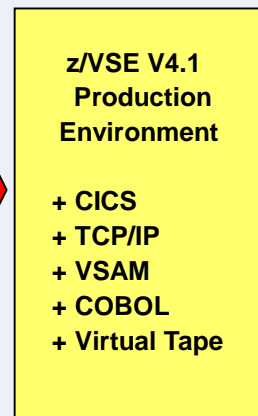 z/VSE V4.1
Production
Environment
+ CICS
+ TCP/IP
+ VSAM
+ COBOL
+ Virtual Tape